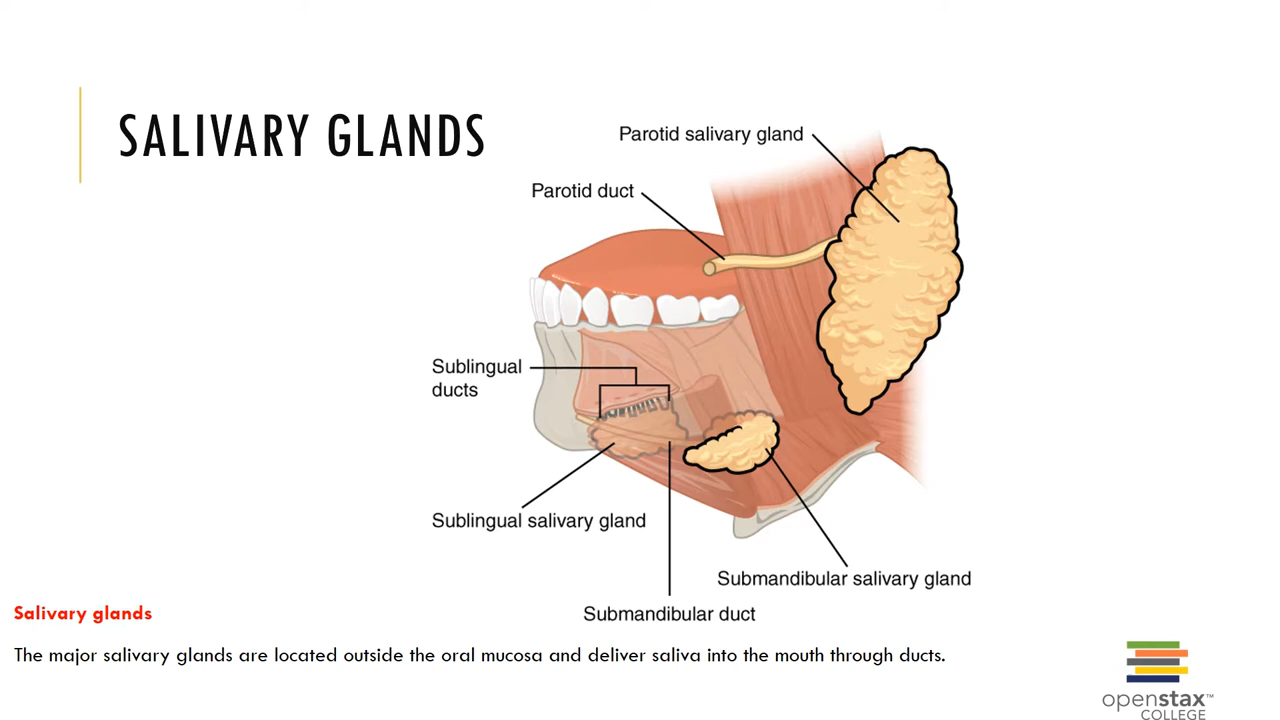 SALIVARY GLANDS
Parotid salivary gland
Parotid duct
Sublingual
ducts
Sublingual salivary gland
Submandibular salivary gland
Submandibular duct
Salivary glands
The major salivary glands are located outside the oral mucosa and deliver saliva into the mouth through ducts.
openstax™
COLLEGE